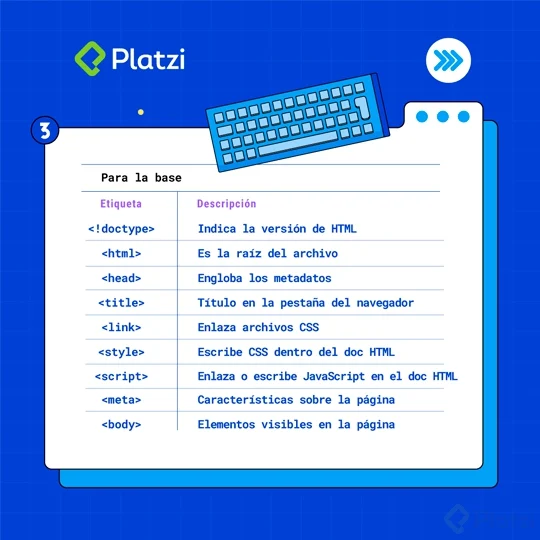 Platzi
3
Para la base
Etiqueta Descripción
<!doctype> Indica la versión de HTML
<html> Es la raíz del archivo
<head> Engloba los metadatos
<title> Título en la pestaña del navegador
<link> Enlaza archivos CSS
<style> Escribe CSS dentro del doc HTML
<script> Enlaza o escribe JavaScript en el doc HTML
<meta> Características sobre la página
<body> Elementos visibles en la página